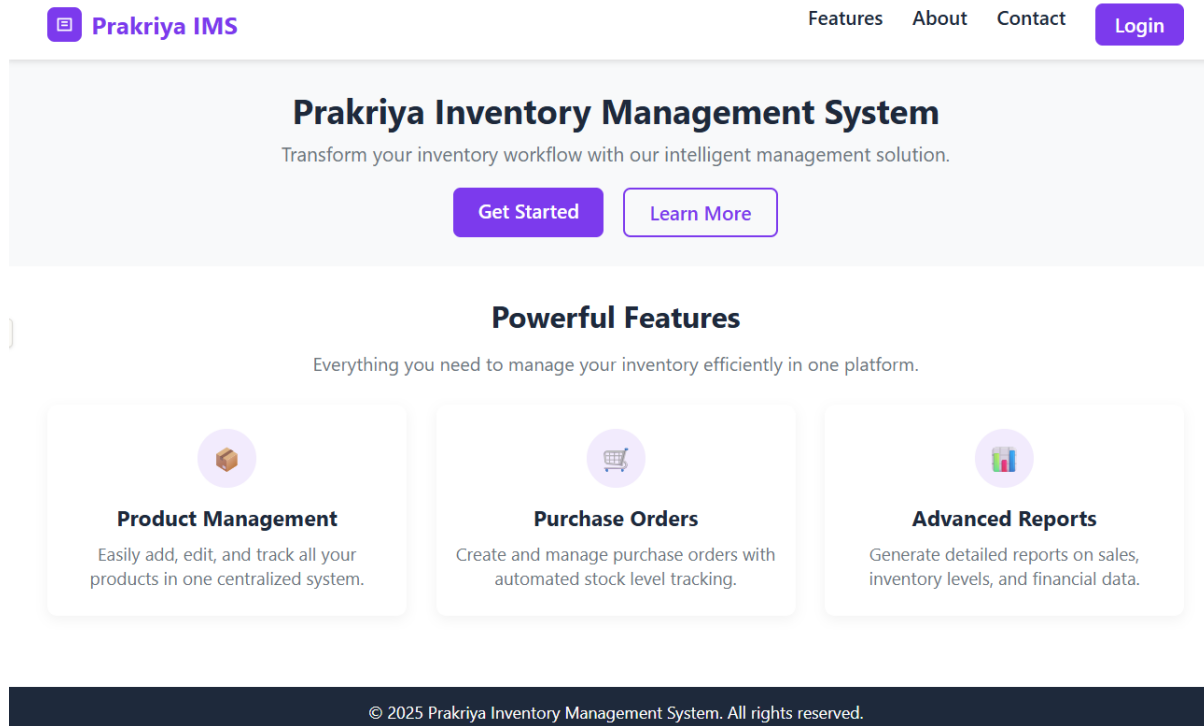 Prakriya IMS
Features
About
Contact
Login
Prakriya Inventory Management System
Transform your inventory workflow with our intelligent management solution.
Get Started
Learn More
Powerful Features
Everything you need to manage your inventory efficiently in one platform.
Product Management
Easily add, edit, and track all your
products in one centralized system.
Purchase Orders
Create and manage purchase orders with
automated stock level tracking.
Advanced Reports
Generate detailed reports on sales,
inventory levels, and financial data.
© 2025 Prakriya Inventory Management System. All rights reserved.